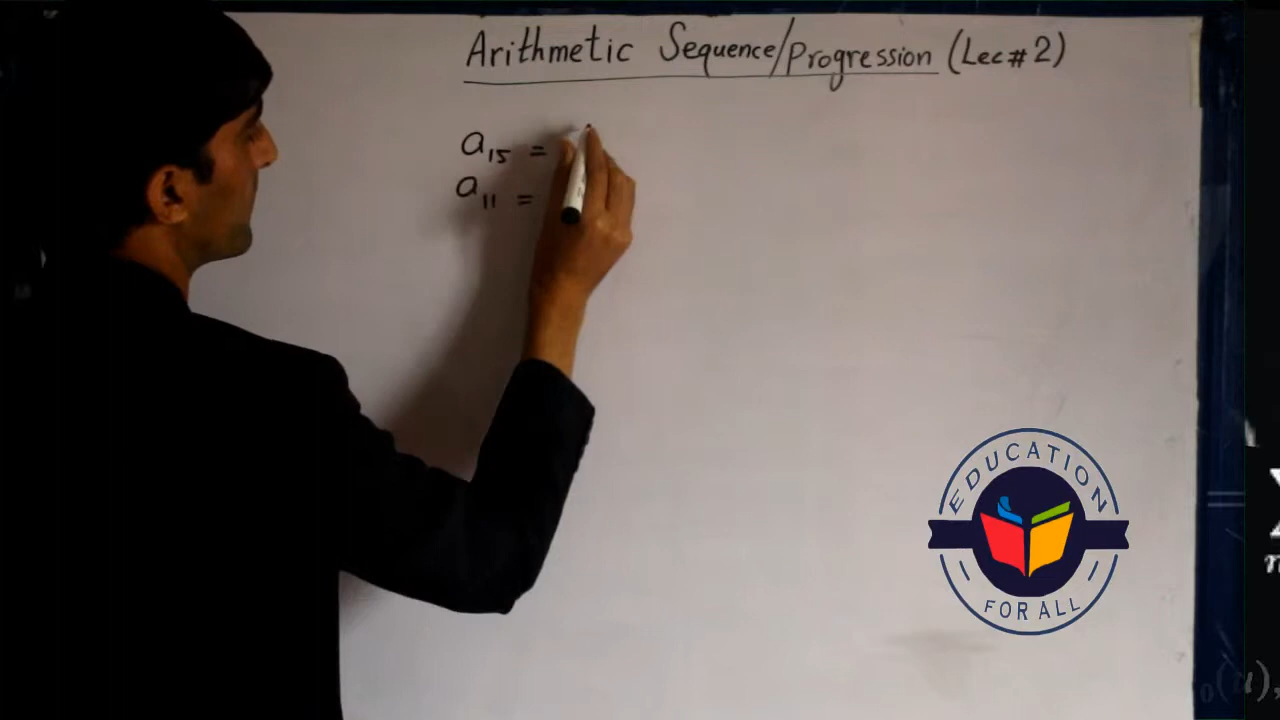 Arithmetic Sequence/Progression (Lec# 2)
a₁₅ =
a₁₁ =
EDUCATION
FOR ALL